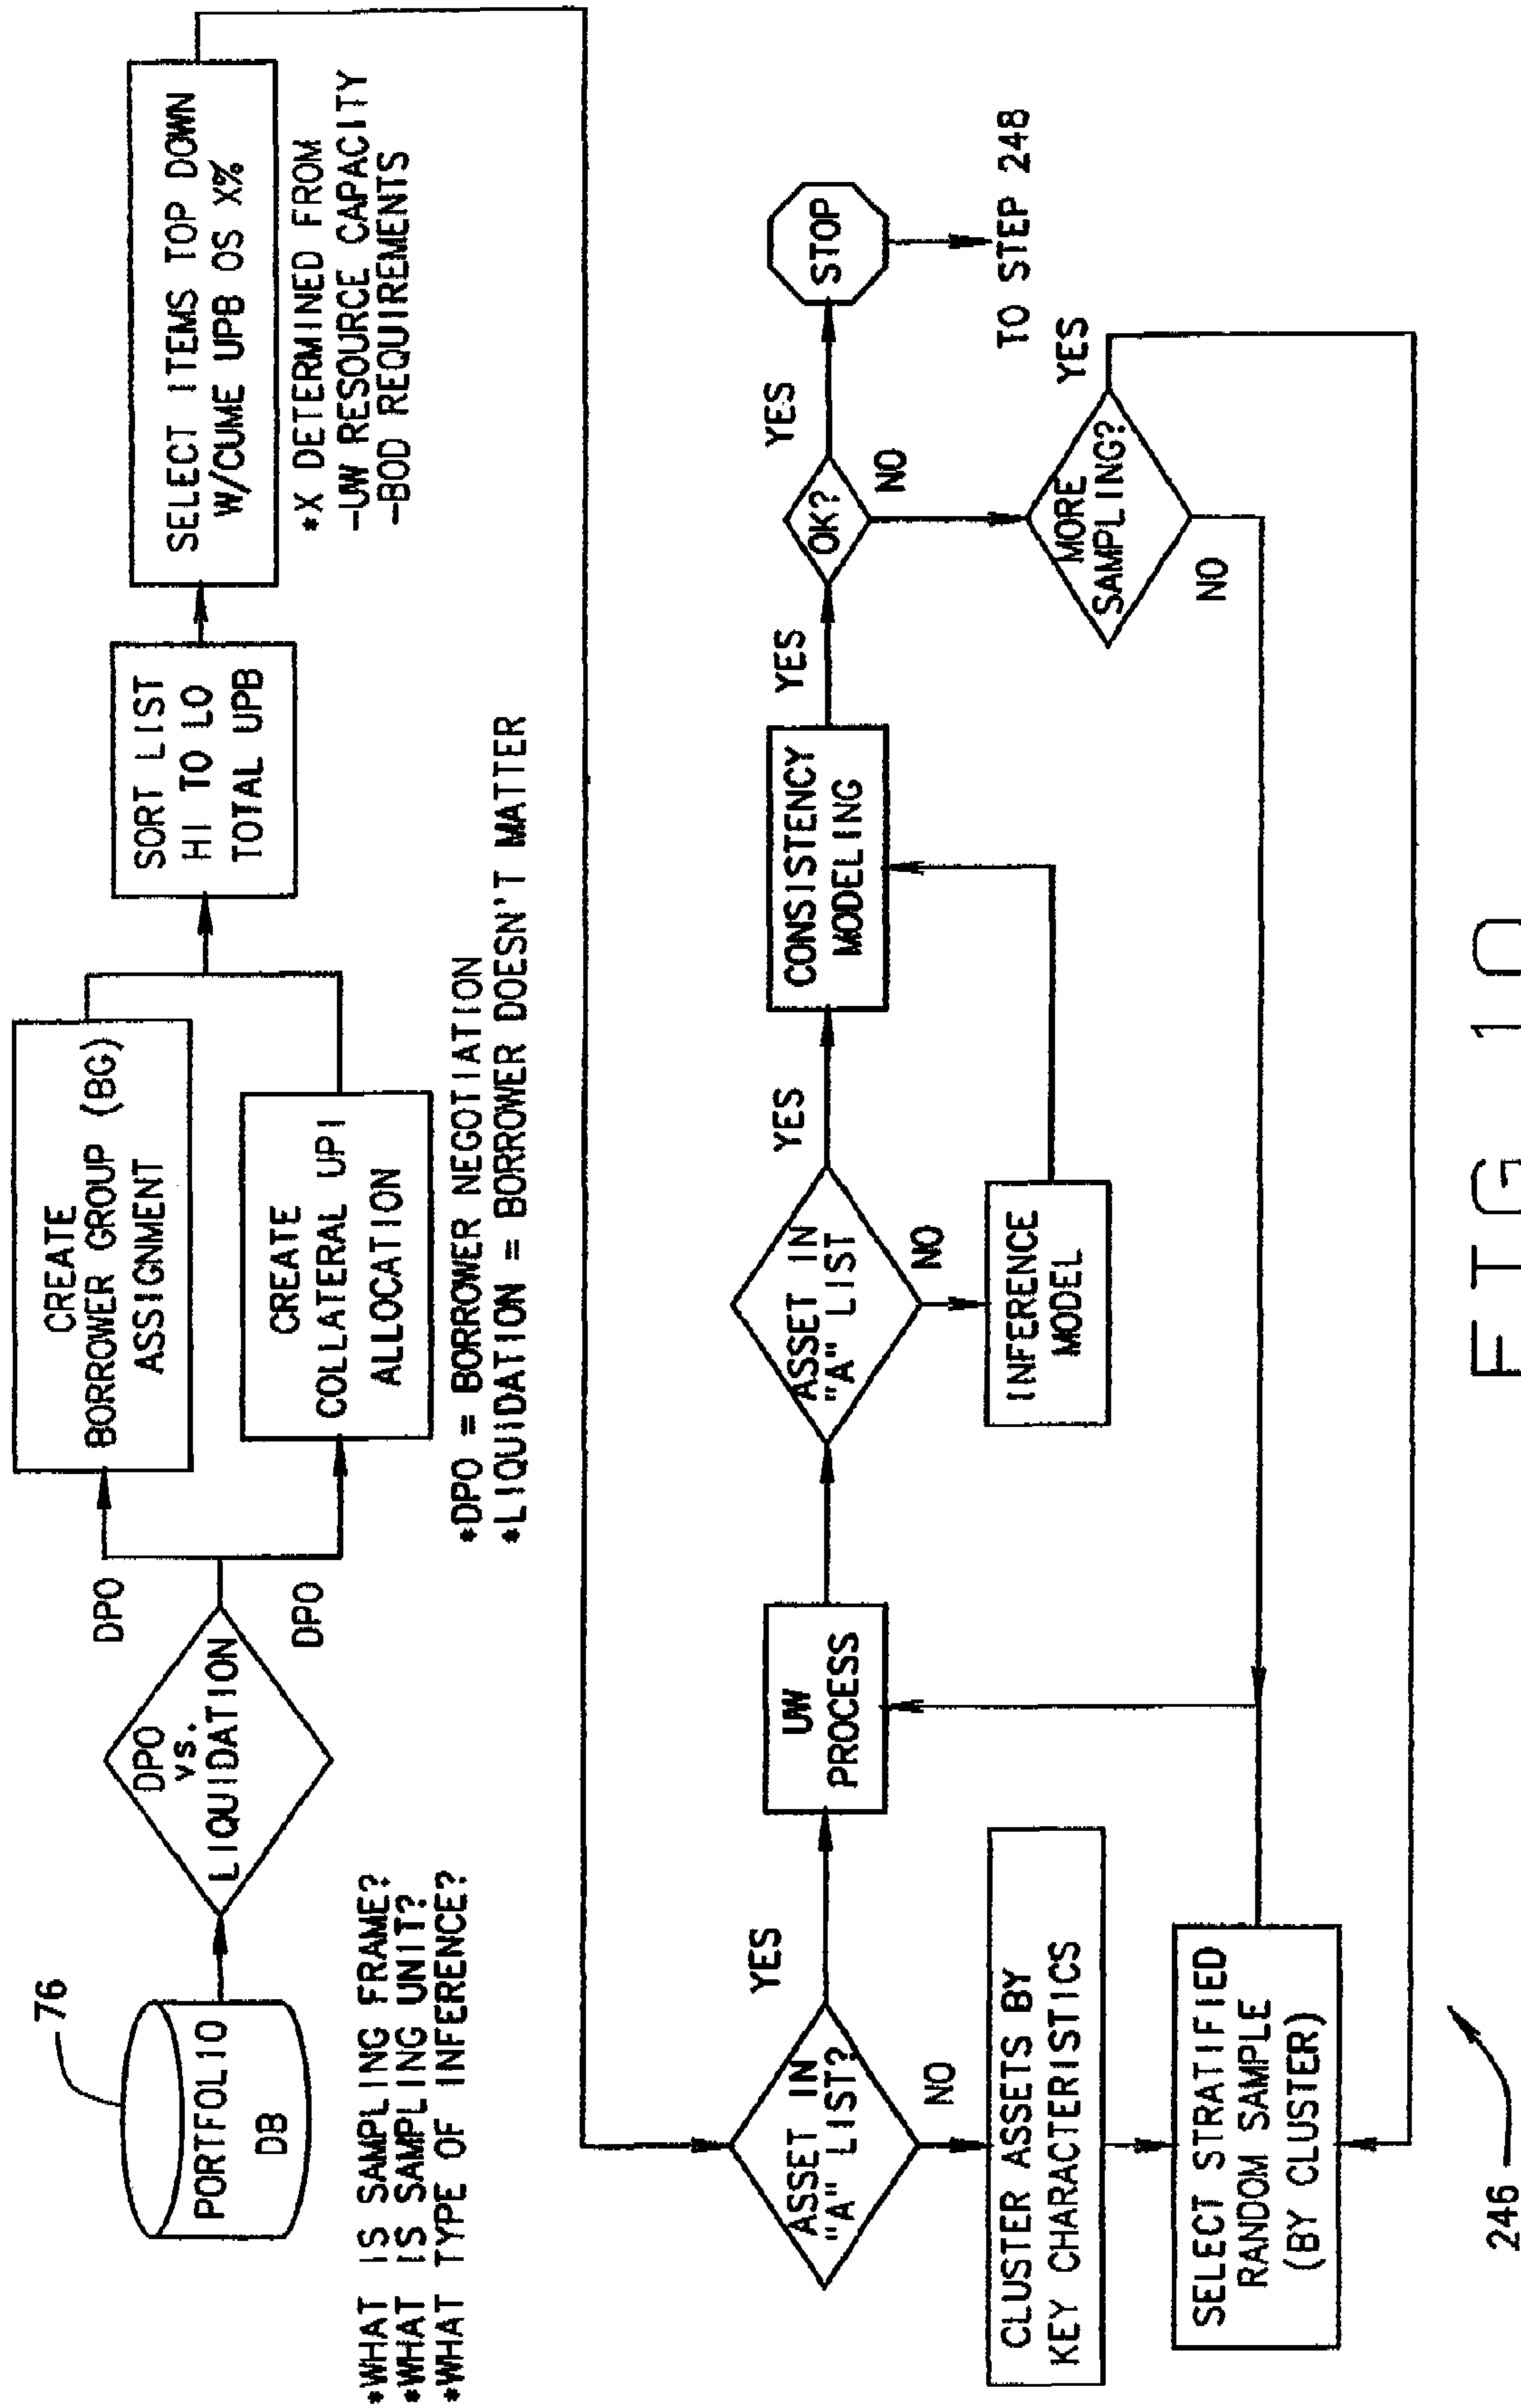 76
PORTFOLIO
DB
*WHAT IS SAMPLING FRAME?
*WHAT IS SAMPLING UNIT?
*WHAT TYPE OF INFERENCE?
DPO
vs.
LIQUIDATION
DPO
DPO
CREATE
BORROWER GROUP (BG)
ASSIGNMENT
CREATE
COLLATERAL UPI
ALLOCATION
*DPO = BORROWER NEGOTIATION
*LIQUIDATION = BORROWER DOESN'T MATTER
SORT LIST
HI TO LO
TOTAL UPB
SELECT ITEMS TOP DOWN
W/CUME UPB OS X%
*X DETERMINED FROM
-UW RESOURCE CAPACITY
-BOD REQUIREMENTS
ASSET IN
"A" LIST?
YES
NO
CLUSTER ASSETS BY
KEY CHARACTERISTICS
SELECT STRATIFIED
RANDOM SAMPLE
(BY CLUSTER)
UW
PROCESS
ASSET IN
"A" LIST
YES
NO
INFERENCE
MODEL
CONSISTENCY
MODELING
YES
OK?
YES
NO
STOP
TO STEP 248
MORE
SAMPLING?
YES
NO
246
FIG 10